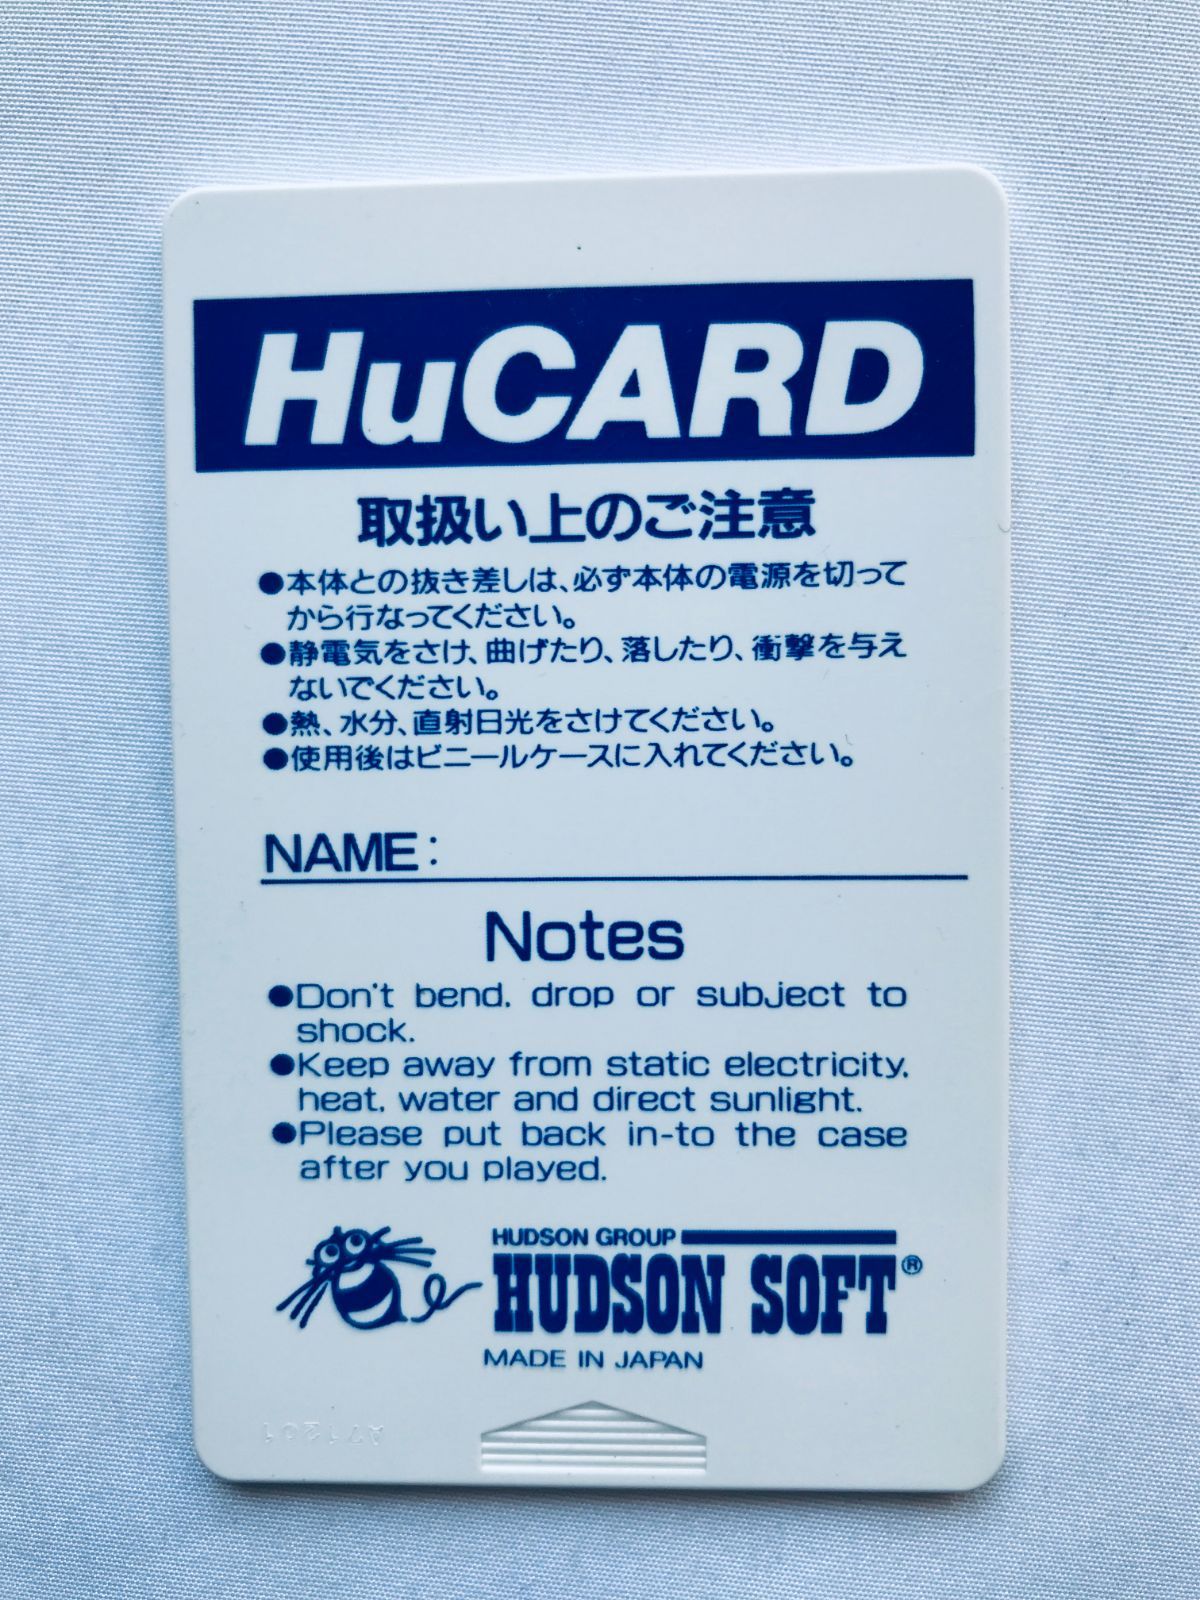 HuCARD
取扱い上のご注意
●本体との抜き差しは、必ず本体の電源を切って
から行なってください。
●静電気をさけ、曲げたり、落したり、衝撃を与え
ないでください。
●熱、水分、直射日光をさけてください。
●使用後はビニールケースに入れてください。
NAME:
Notes
●Don't bend, drop or subject to
shock.
●Keep away from static electricity,
heat, water and direct sunlight.
●Please put back in-to the case
after you played.
HUDSON GROUP
HUDSON SOFT®
MADE IN JAPAN